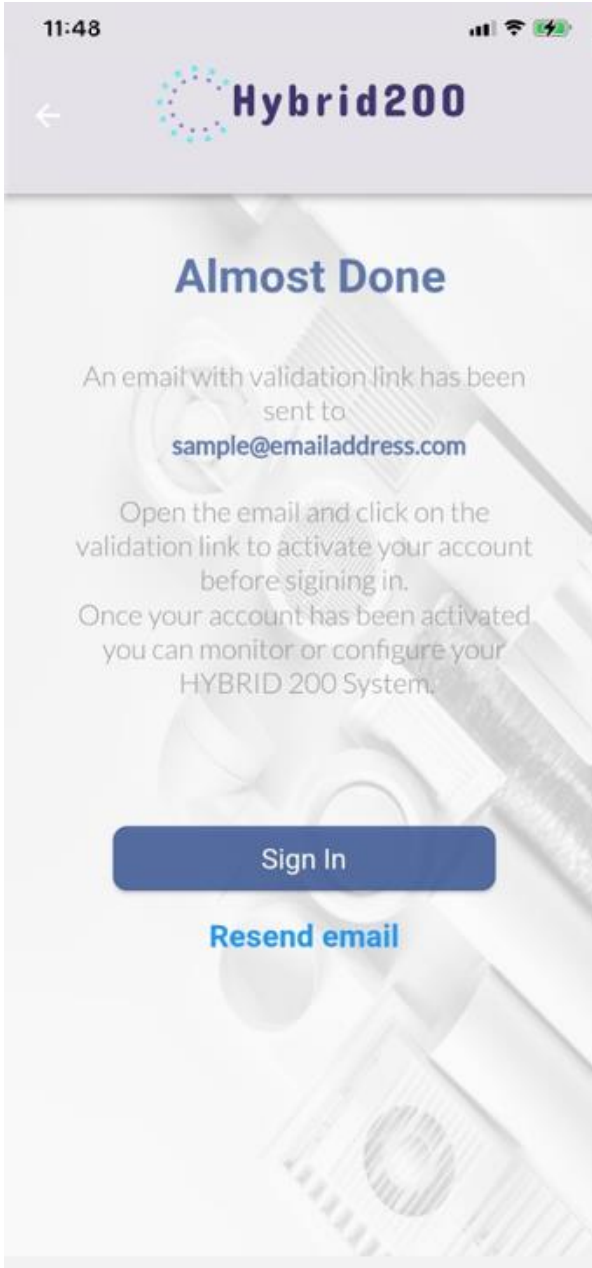 11:48
Hybrid200
Almost Done
An email with validation link has been
sent to
sample@emailaddress.com
Open the email and click on the
validation link to activate your account
before sigining in.
Once your account has been activated
you can monitor or configure your
HYBRID 200 System.
Sign In
Resend email